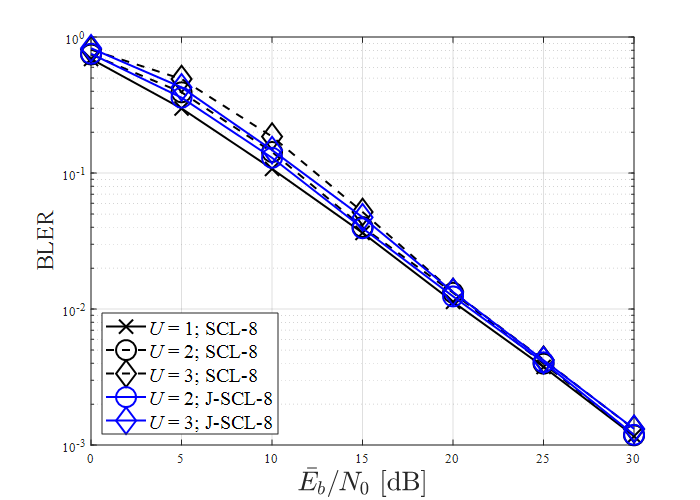 10^0
10^-1
10^-2
10^-3
BLER
U = 1; SCL-8
U = 2; SCL-8
U = 3; SCL-8
U = 2; J-SCL-8
U = 3; J-SCL-8
0 5 10 15 20 25 30
Ē_b/N_0 [dB]